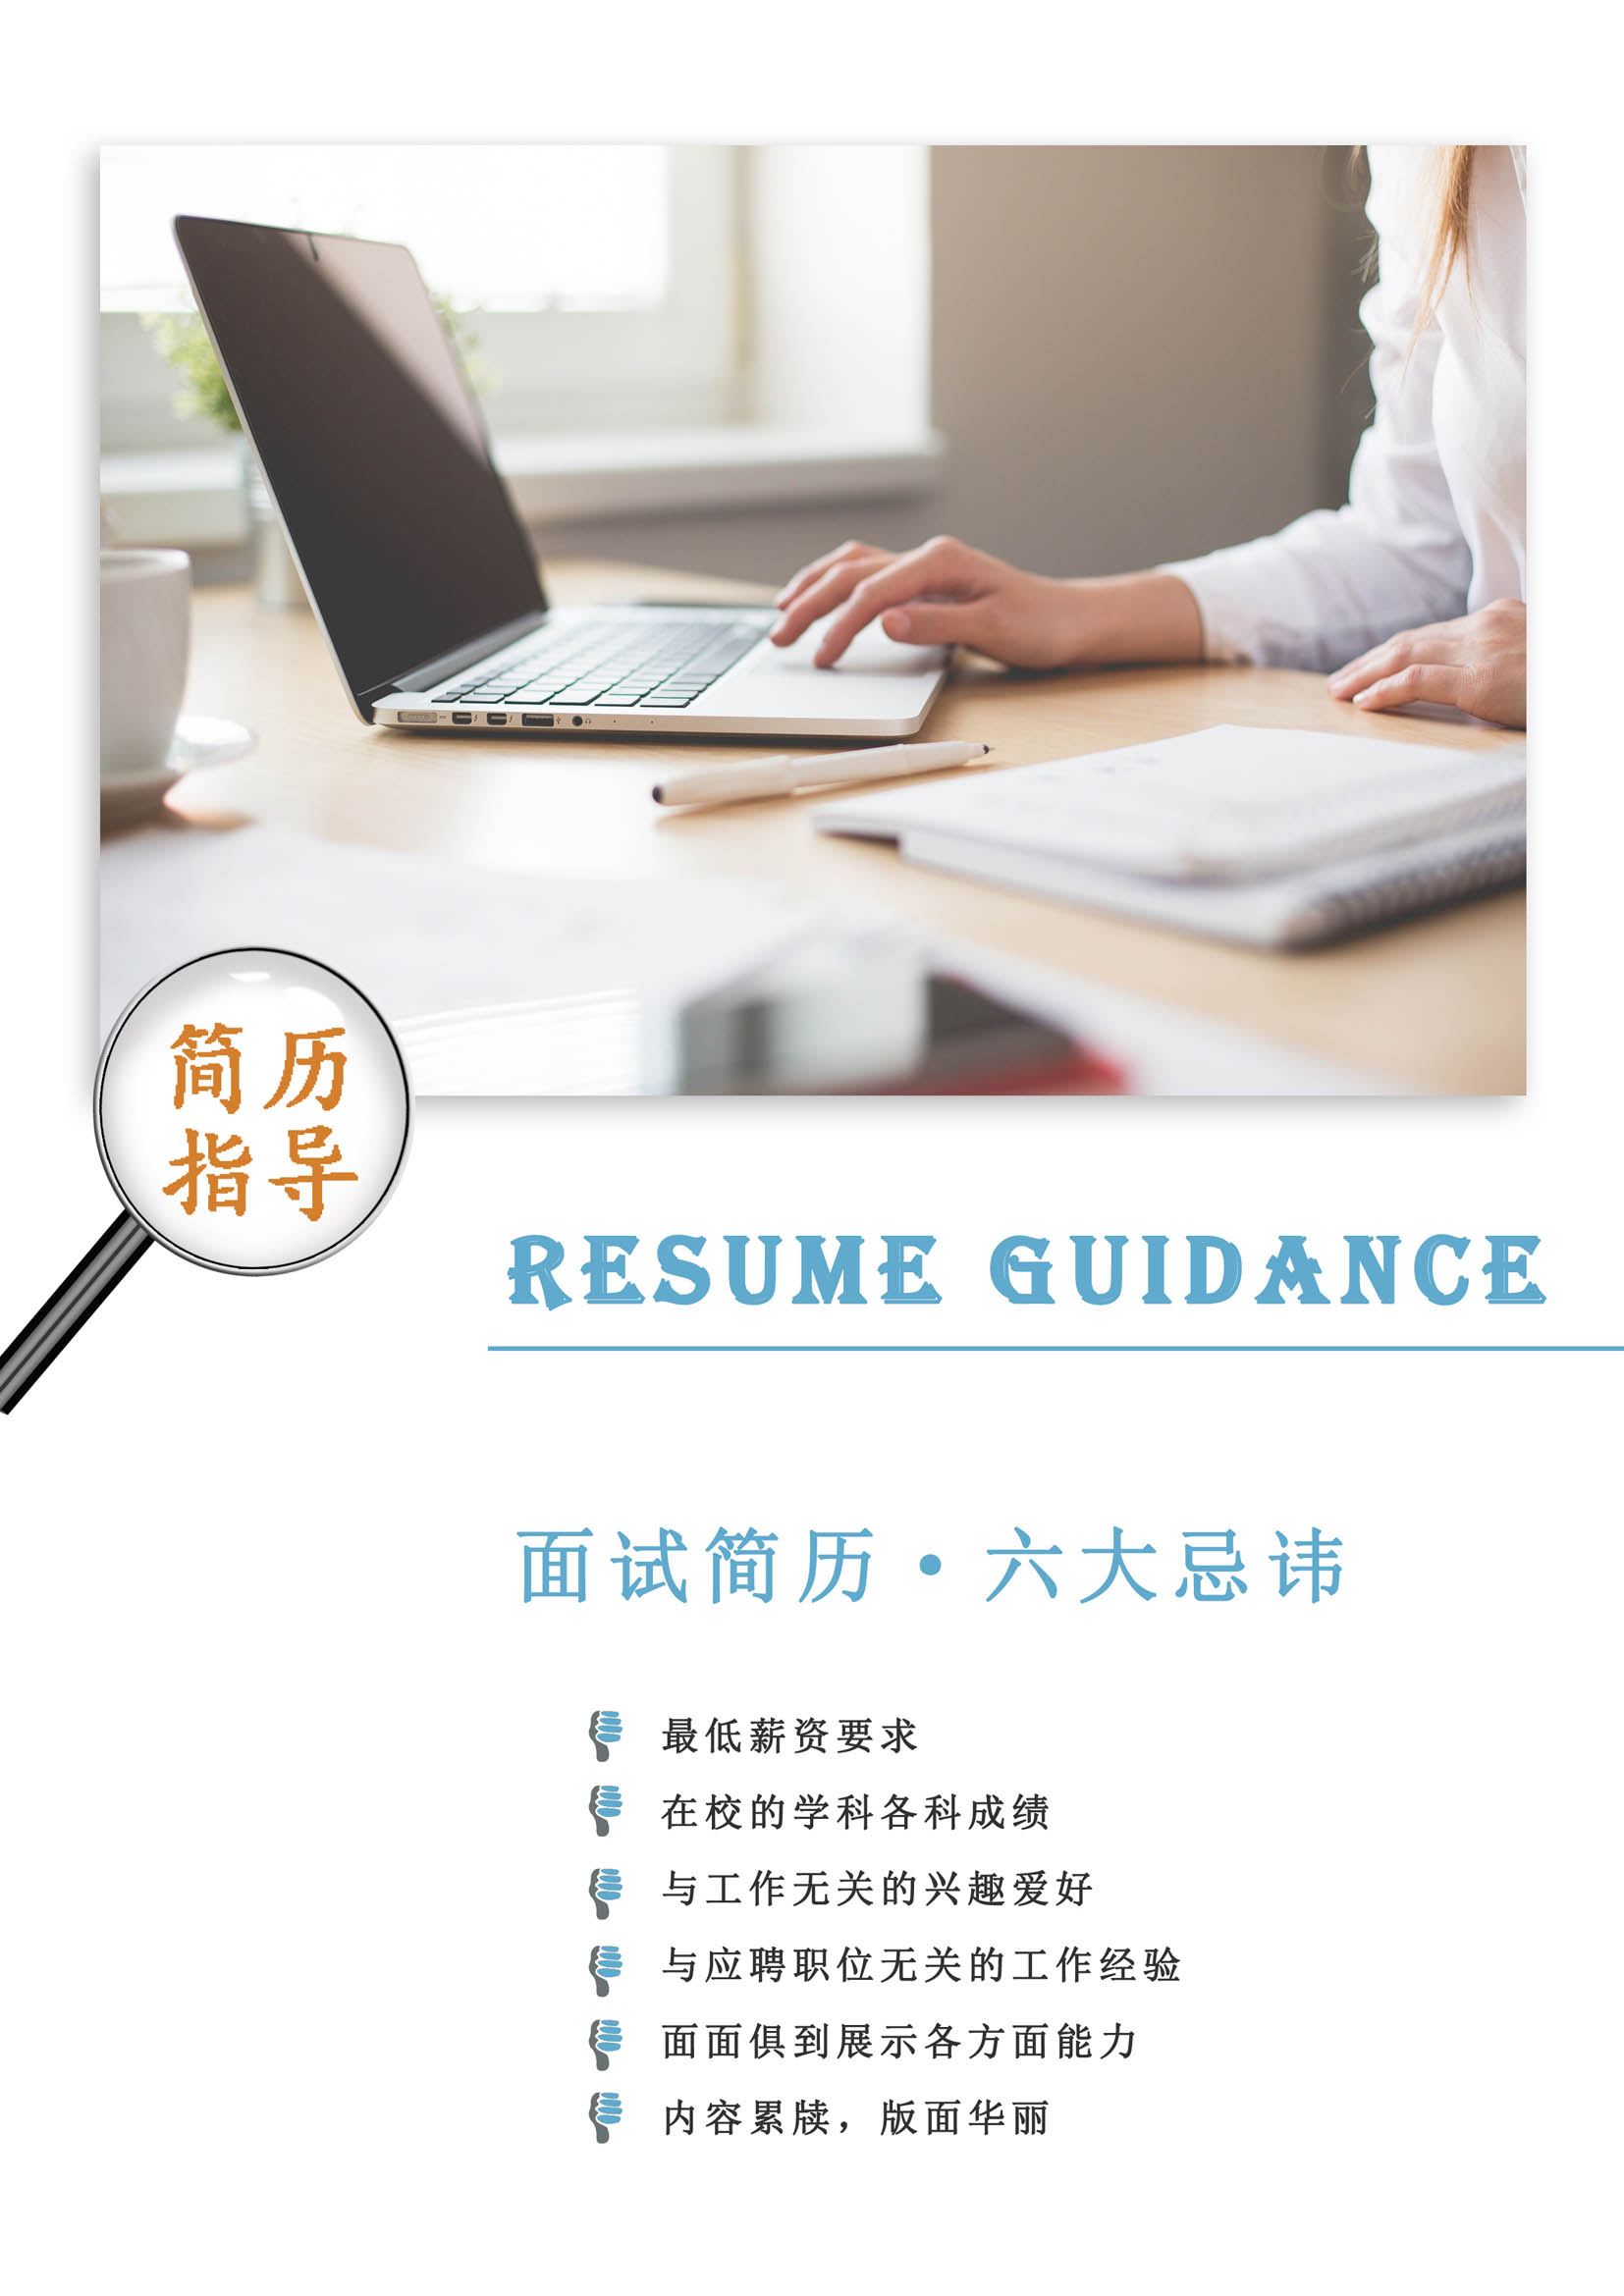 简历
指导
RESUME GUIDANCE
面试简历·六大忌讳
最低薪资要求
在校的学科各科成绩
与工作无关的兴趣爱好
与应聘职位无关的工作经验
面面俱到展示各方面能力
内容累牍，版面华丽